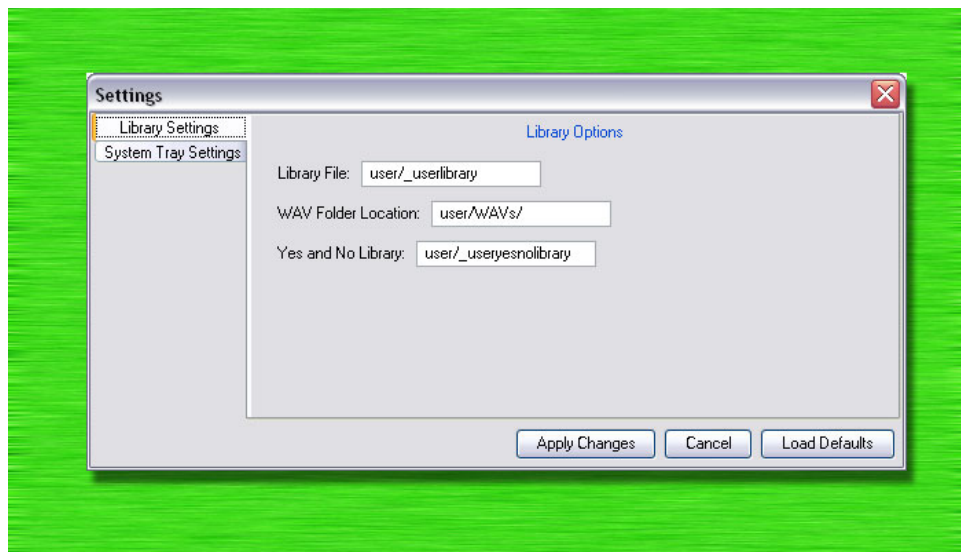 Settings
Library Settings
System Tray Settings
Library Options
Library File: user/_userlibrary
WAV Folder Location: user/WAVs/
Yes and No Library: user/_useryesnolibrary
Apply Changes Cancel Load Defaults